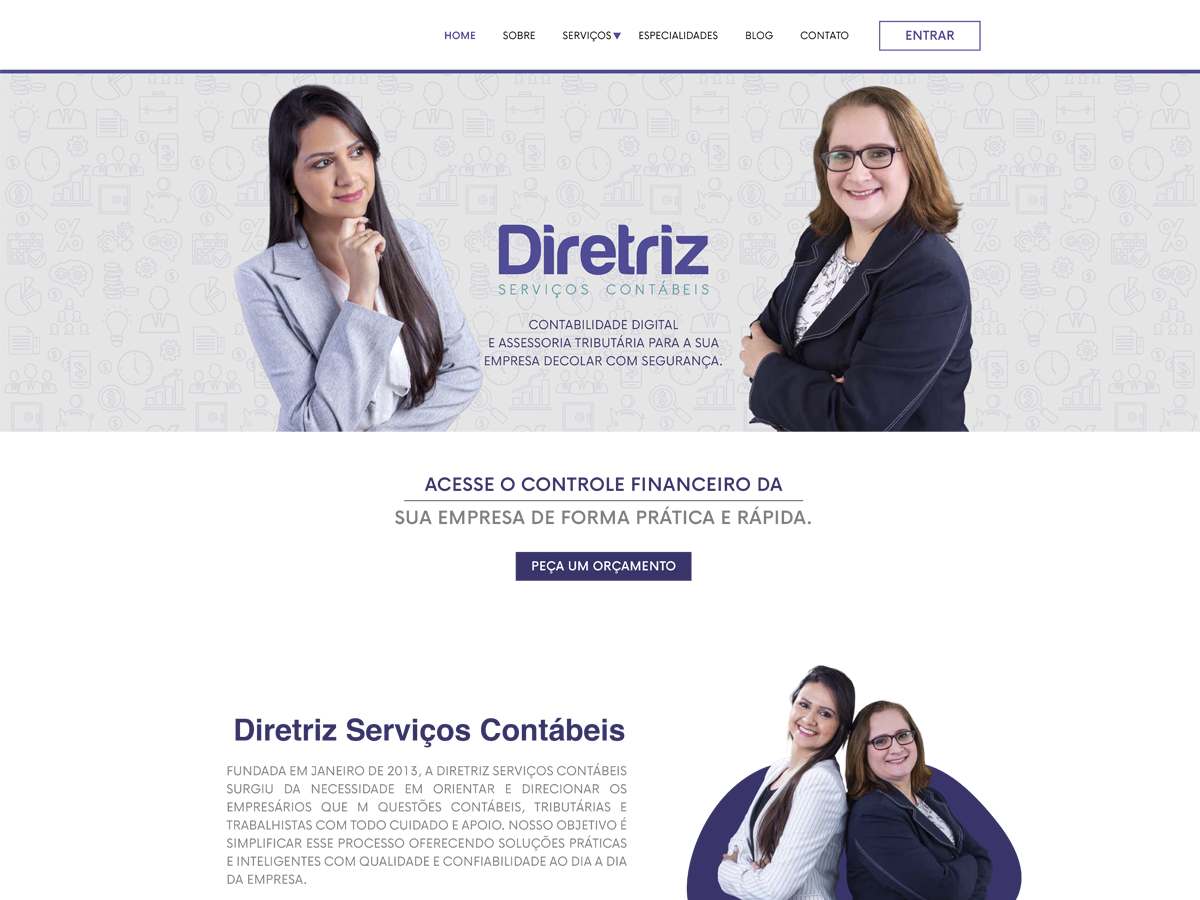 HOME SOBRE SERVIÇOS ESPECIALIDADES BLOG CONTATO ENTRAR
Diretriz
SERVIÇOS CONTÁBEIS
CONTABILIDADE DIGITAL
E ASSESSORIA TRIBUTÁRIA PARA A SUA
EMPRESA DECOLAR COM SEGURANÇA.
ACESSE O CONTROLE FINANCEIRO DA
SUA EMPRESA DE FORMA PRÁTICA E RÁPIDA.
PEÇA UM ORÇAMENTO
Diretriz Serviços Contábeis
FUNDADA EM JANEIRO DE 2013, A DIRETRIZ SERVIÇOS CONTÁBEIS
SURGIU DA NECESSIDADE EM ORIENTAR E DIRECIONAR OS
EMPRESÁRIOS QUE M QUESTÕES CONTÁBEIS, TRIBUTÁRIAS E
TRABALHISTAS COM TODO CUIDADO E APOIO. NOSSO OBJETIVO É
SIMPLIFICAR ESSE PROCESSO OFERECENDO SOLUÇÕES PRÁTICAS
E INTELIGENTES COM QUALIDADE E CONFIABILIDADE AO DIA A DIA
DA EMPRESA.